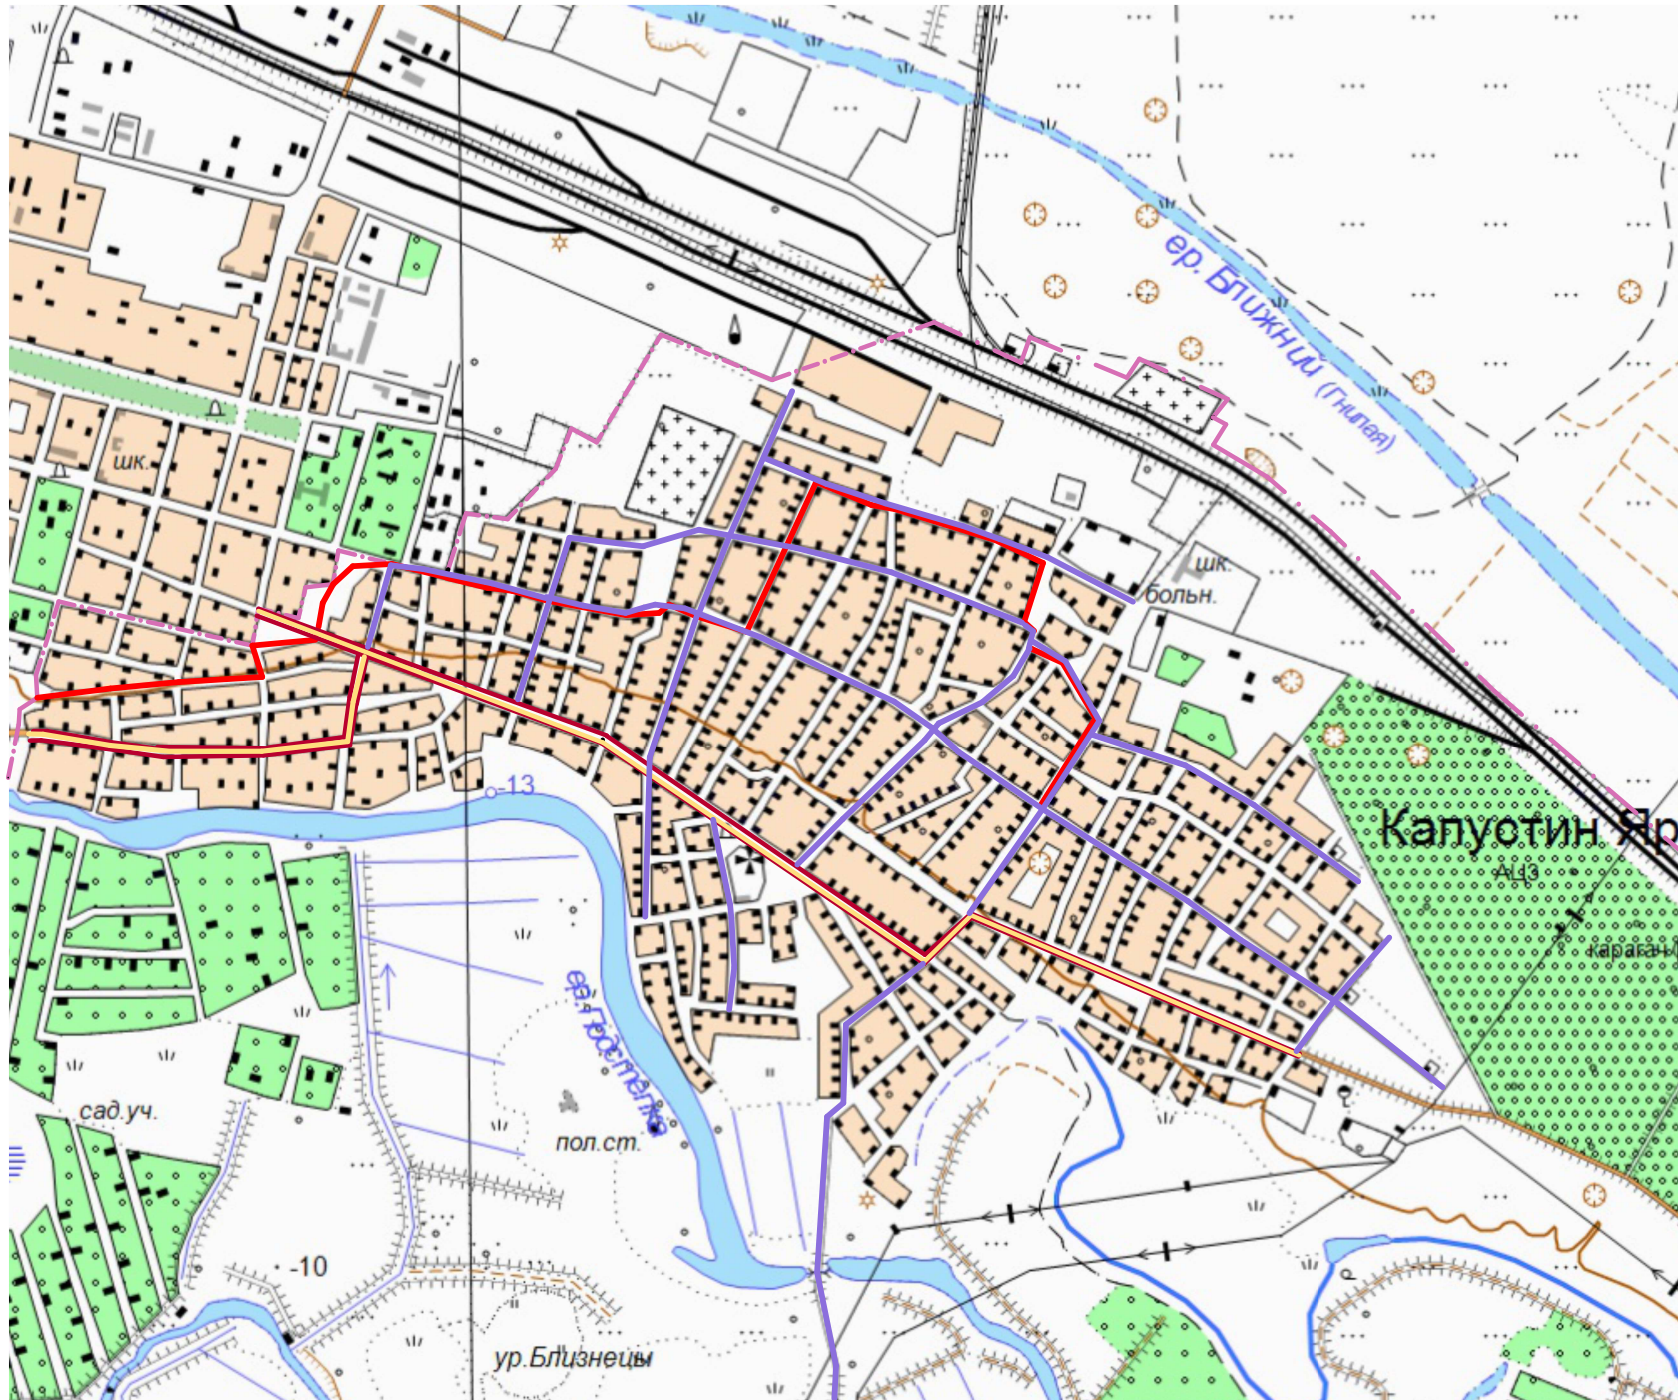 ер. Ближний (Гнилая)
шк.
шк.
больн.
-13
Капустин Яр
АЦЗ
караган
ер. Подстепка
сад.уч.
пол.ст.
-10
ур.Близнецы